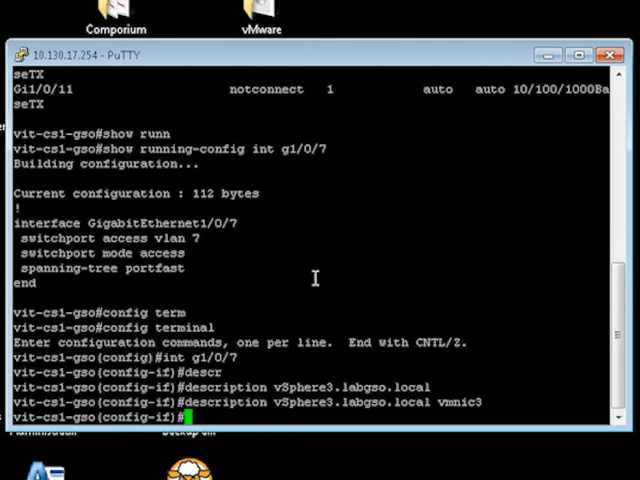 Comporium
vMware
10.130.17.254 - PuTTY
seTX
Gi1/0/11 notconnect 1 auto auto 10/100/1000Ba
seTX
vit-cs1-gso#show runn
vit-cs1-gso#show running-config int g1/0/7
Building configuration...
Current configuration : 112 bytes
!
interface GigabitEthernet1/0/7
switchport access vlan 7
switchport mode access
spanning-tree portfast
end
vit-cs1-gso#config term
vit-cs1-gso#config terminal
Enter configuration commands, one per line. End with CNTL/Z.
vit-cs1-gso(config)#int g1/0/7
vit-cs1-gso(config-if)#descr
vit-cs1-gso(config-if)#description vSphere3.labgso.local
vit-cs1-gso(config-if)#description vSphere3.labgso.local vmnic3
vit-cs1-gso(config-if)#